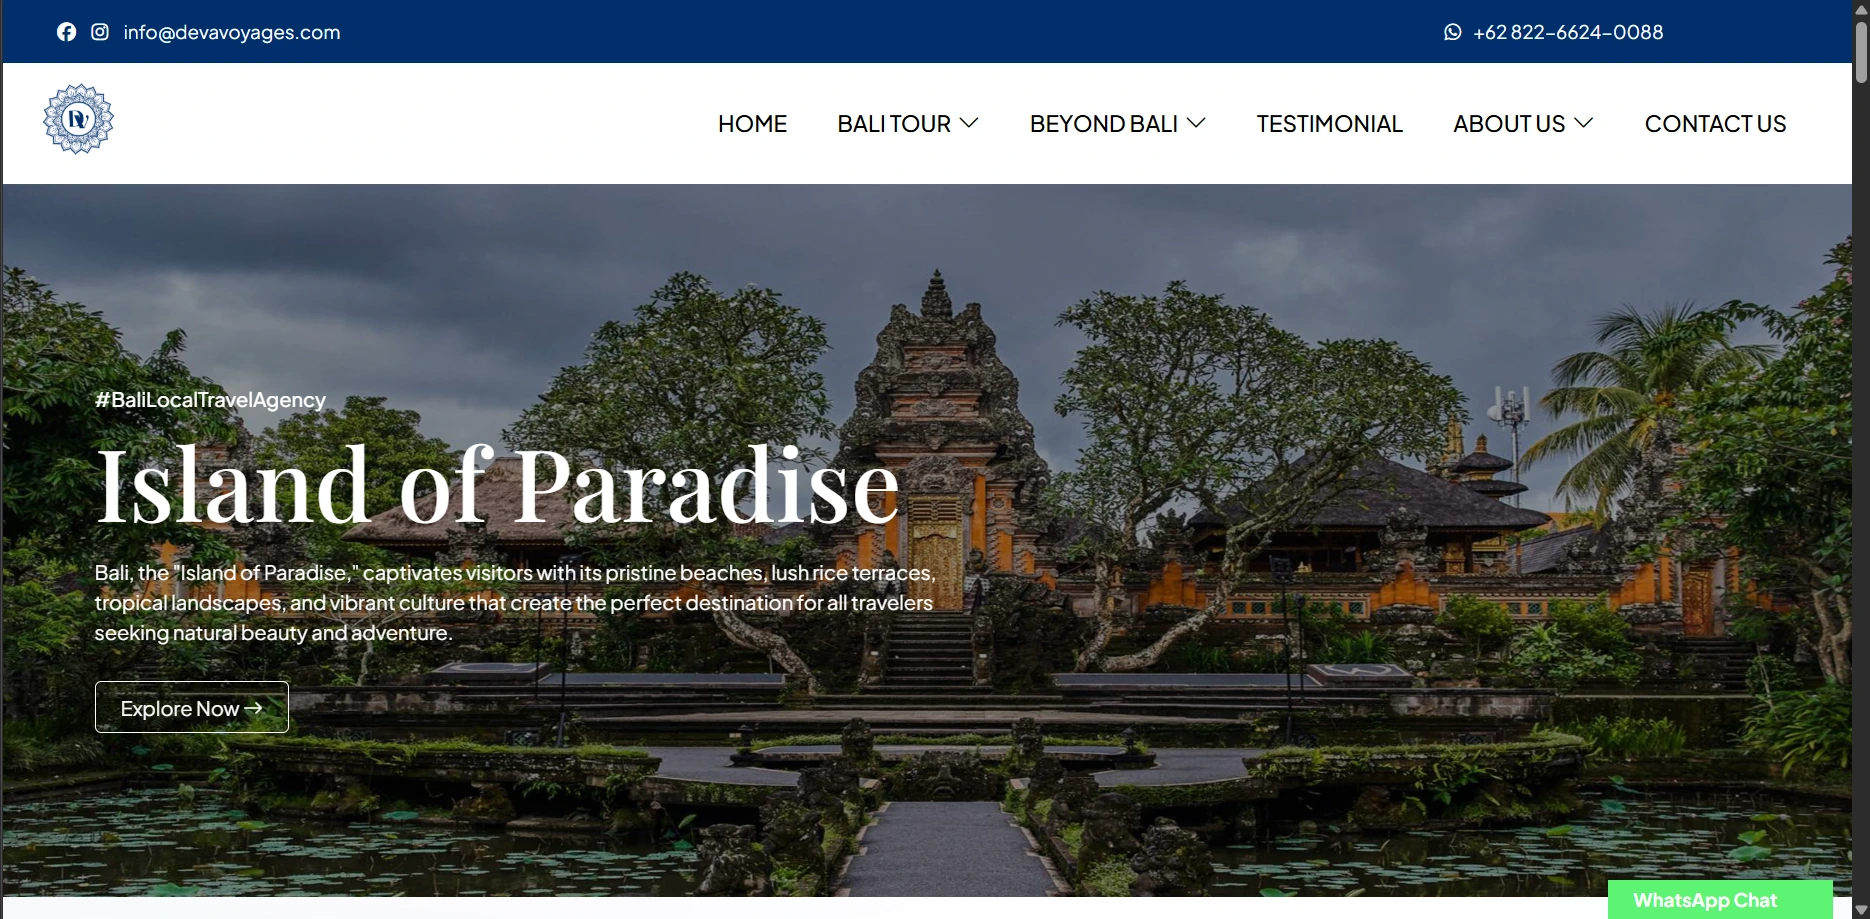 info@devavoyages.com
+62 822-6624-0088
DV
HOME
BALI TOUR
BEYOND BALI
TESTIMONIAL
ABOUT US
CONTACT US
#BaliLocalTravelAgency
Island of Paradise
Bali, the "Island of Paradise," captivates visitors with its pristine beaches, lush rice terraces,
tropical landscapes, and vibrant culture that create the perfect destination for all travelers
seeking natural beauty and adventure.
Explore Now →
WhatsApp Chat